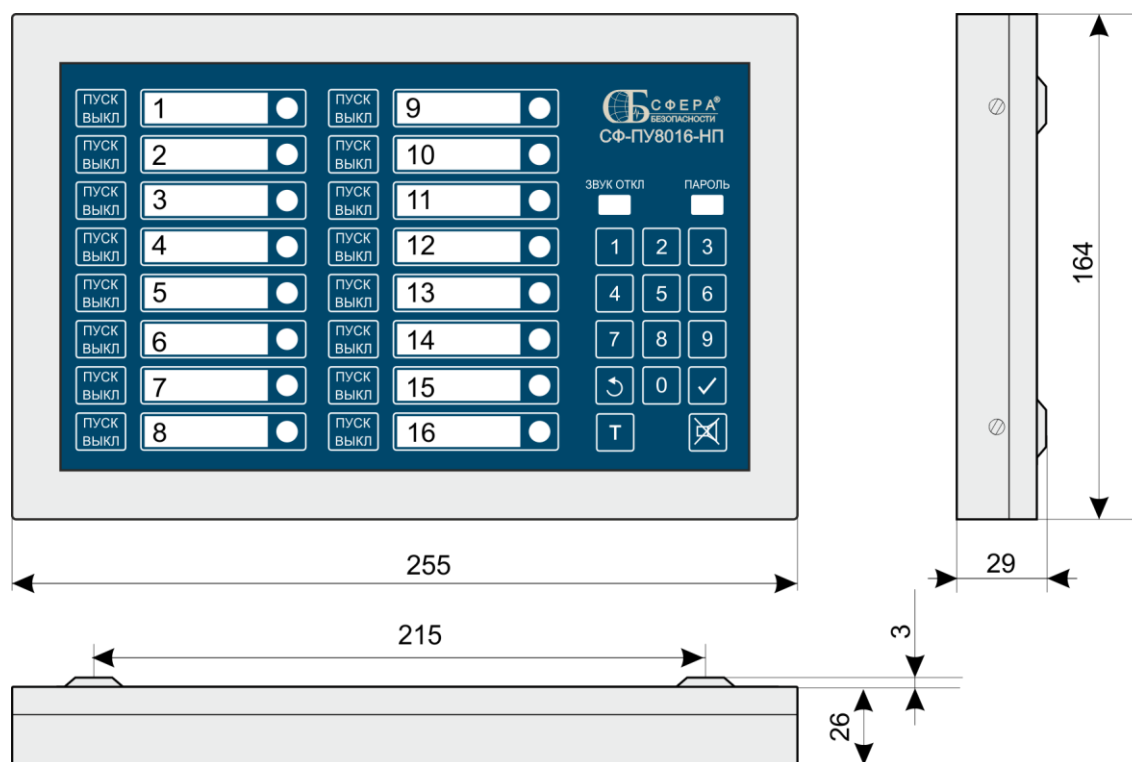 ПУСК
ВЫКЛ
1
ПУСК
ВЫКЛ
2
ПУСК
ВЫКЛ
3
ПУСК
ВЫКЛ
4
ПУСК
ВЫКЛ
5
ПУСК
ВЫКЛ
6
ПУСК
ВЫКЛ
7
ПУСК
ВЫКЛ
8
ПУСК
ВЫКЛ
9
ПУСК
ВЫКЛ
10
ПУСК
ВЫКЛ
11
ПУСК
ВЫКЛ
12
ПУСК
ВЫКЛ
13
ПУСК
ВЫКЛ
14
ПУСК
ВЫКЛ
15
ПУСК
ВЫКЛ
16
СБ СФЕРА®
БЕЗОПАСНОСТИ
СФ-ПУ8016-НП
ЗВУК ОТКЛ ПАРОЛЬ
1 2 3
4 5 6
7 8 9
0
T
164
255
29
215
3
26